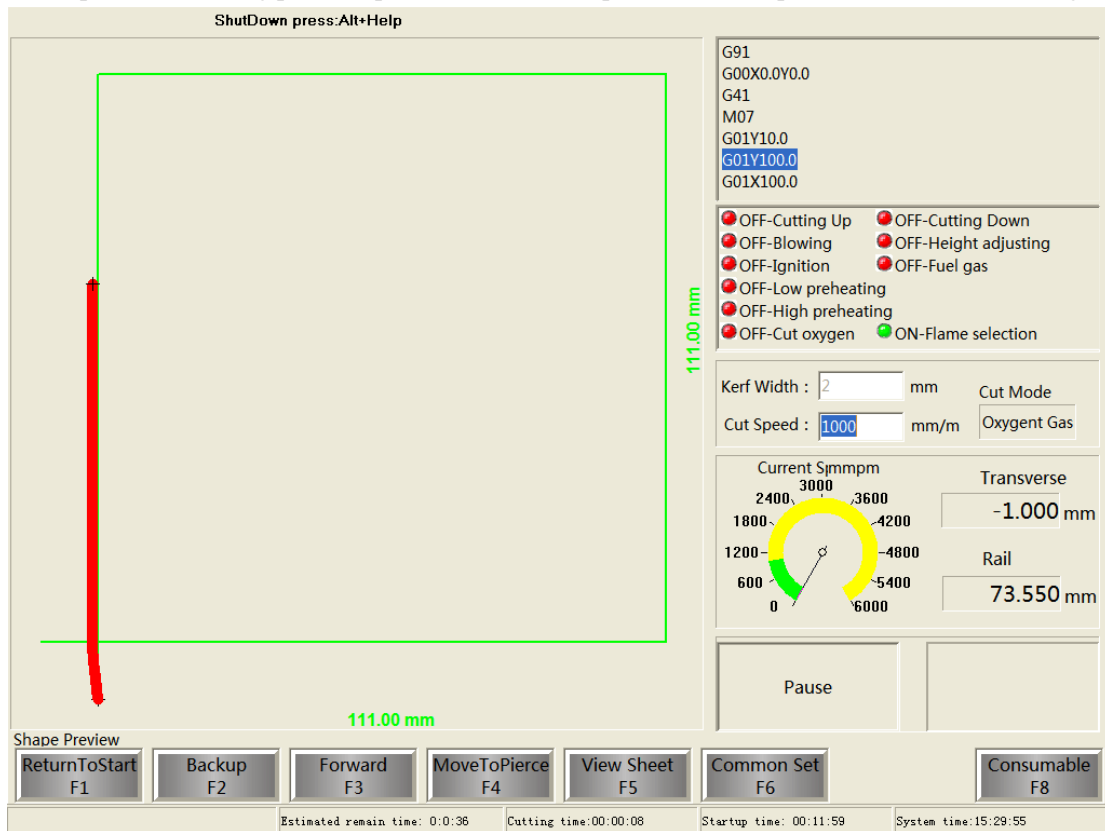 ShutDown press:Alt+Help
G91
G00X0.0Y0.0
G41
M07
G01Y10.0
G01Y100.0
G01X100.0
OFF-Cutting Up OFF-Cutting Down
OFF-Blowing OFF-Height adjusting
OFF-Ignition OFF-Fuel gas
OFF-Low preheating
OFF-High preheating
OFF-Cut oxygen ON-Flame selection
111.00 mm
Kerf Width : 2 mm Cut Mode
Cut Speed : 1000 mm/m Oxygent Gas
Current Sjmmpm Transverse
3000
2400 3600
1800 4200 -1.000 mm
1200 4800 Rail
600 5400
0 6000 73.550 mm
Pause
111.00 mm
Shape Preview
ReturnToStart Backup Forward MoveToPierce View Sheet Common Set Consumable
F1 F2 F3 F4 F5 F6 F8
Estimated remain time: 0:0:36 Cutting time:00:00:08 Startup time: 00:11:59 System time:15:29:55